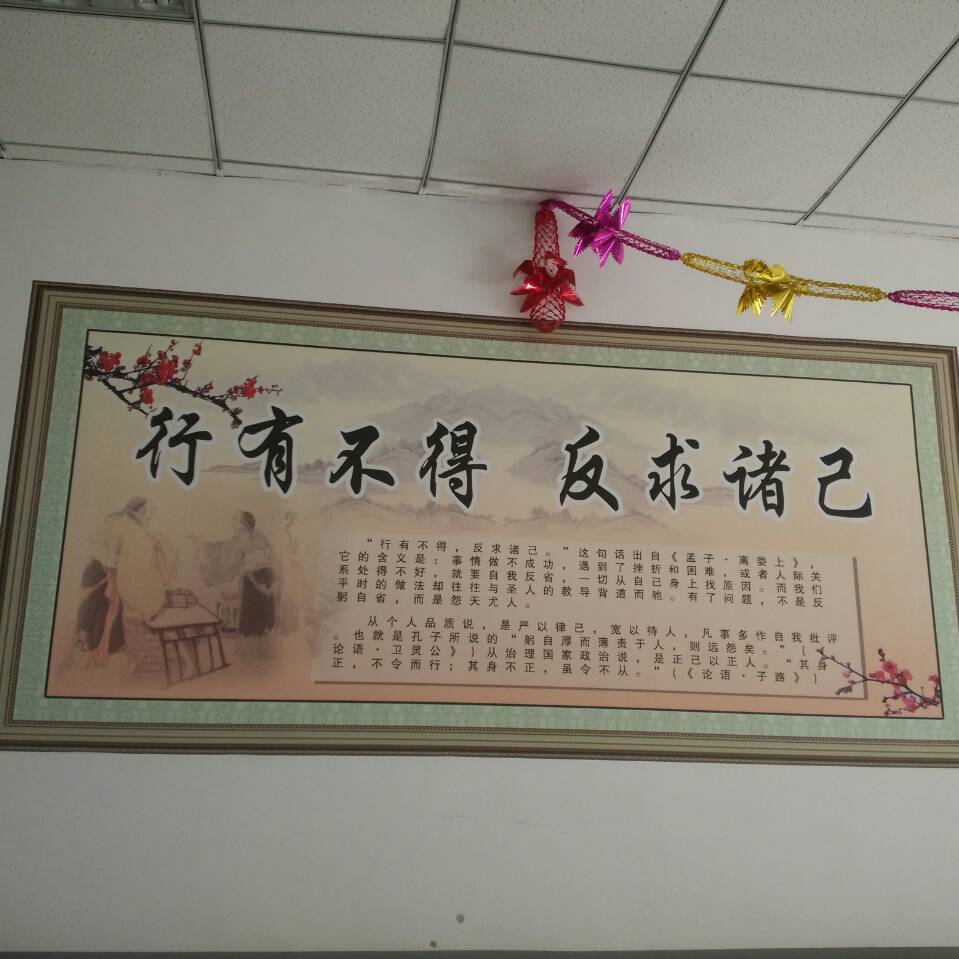 行有不得 反求诸己
“行有不得，反求诸己。”这句话出自《孟子·离娄上》，
它的含义是：事情做不成功，遇到了挫折和困难，或者人际关
系处得不好，就要自我反省，一切从自己身上找原因。而我们
平时的做法却往往与圣人的教导背道而驰。有了问题，不是反
躬自省，而是怨天尤人。
从个人品质说，是严以律己，宽以待人，凡事多作自我批评
。也就是孔子所说的“躬自厚而薄责于人，则远怨矣。”（《
论语·卫灵公》）从治理国家政治说，是正己以正人。“其身
正，不令而行；其身不正，虽令不从。”（《论语·子路》）